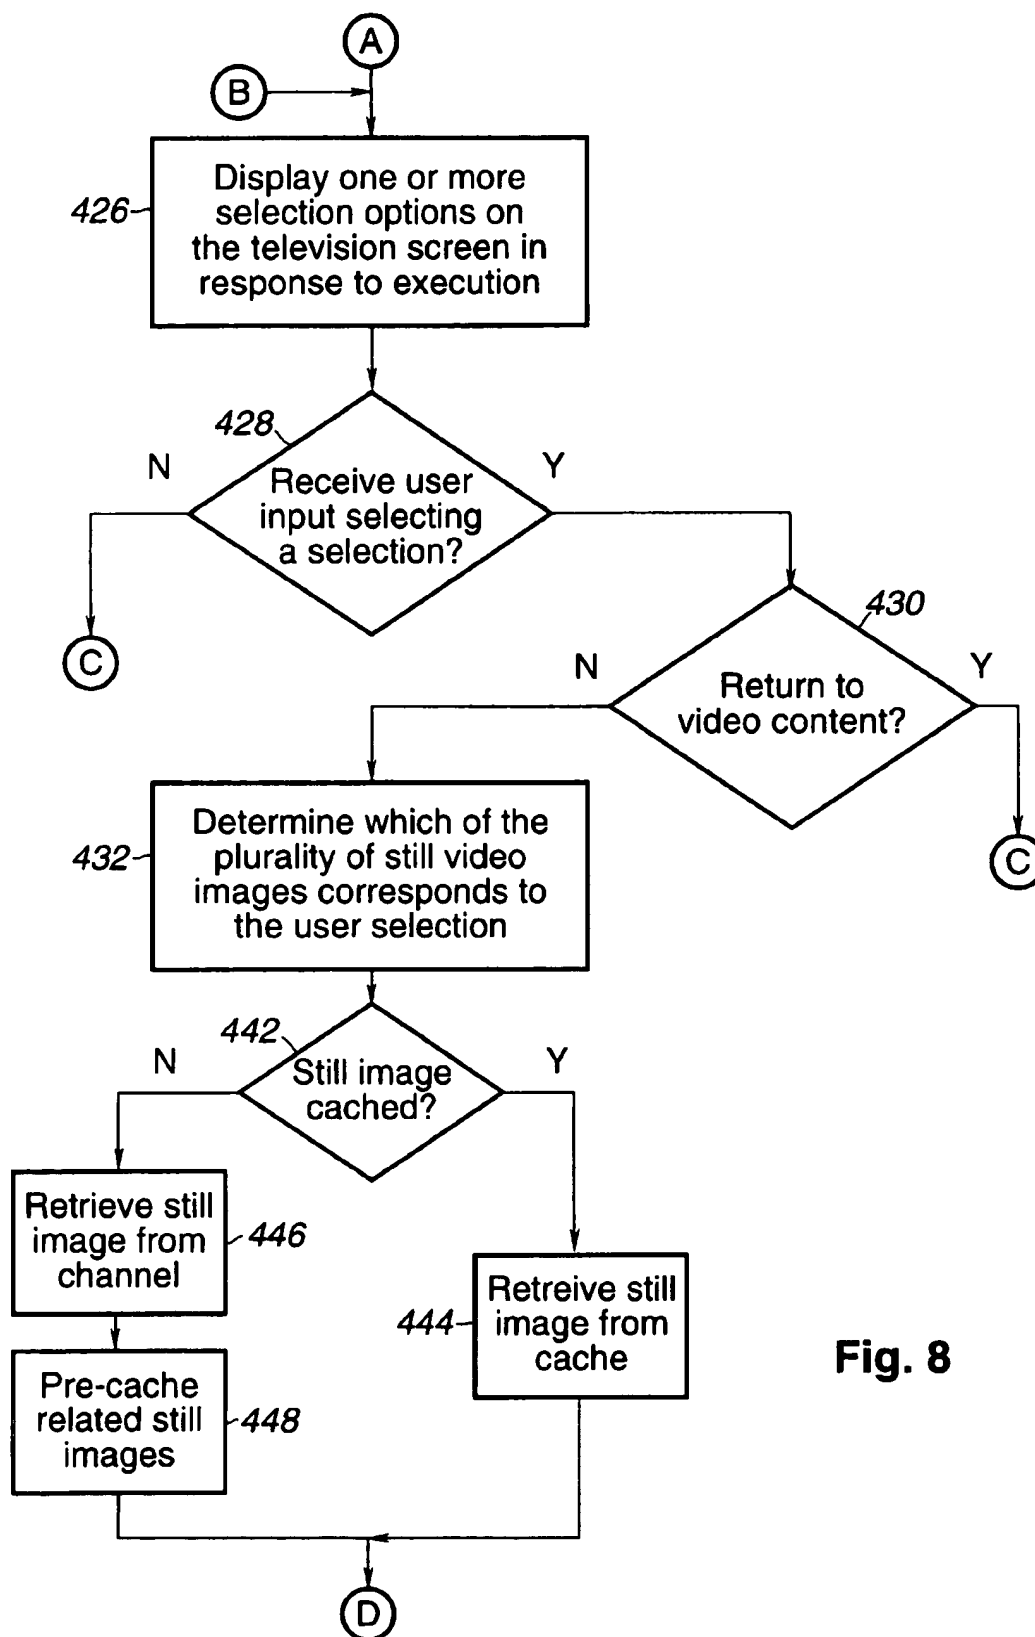 A
B
Display one or more
selection options on
the television screen in
response to execution
426
428
N
Y
Receive user
input selecting
a selection?
C
430
N
Y
Return to
video content?
C
Determine which of the
plurality of still video
images corresponds to
the user selection
432
442
N
Y
Still image
cached?
Retrieve still
image from
channel
446
Retreive still
image from
cache
444
Pre-cache
related still
images
448
Fig. 8
D